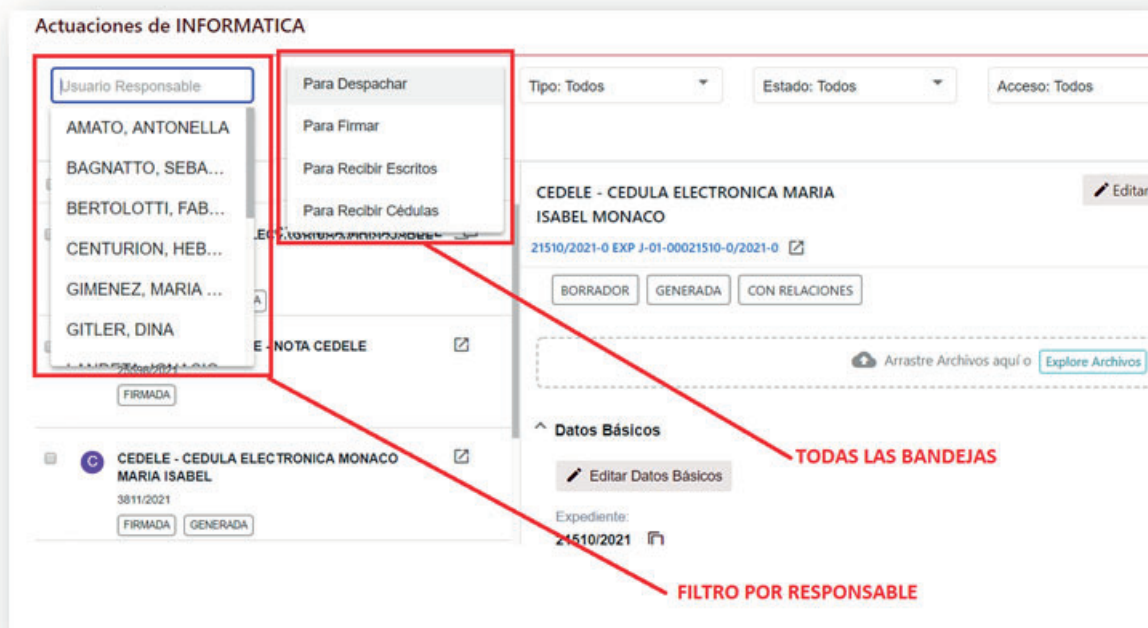 Actuaciones de INFORMATICA
Usuario Responsable
AMATO, ANTONELLA
BAGNATTO, SEBA...
BERTOLOTTI, FAB...
CENTURION, HEB...
GIMENEZ, MARIA ...
GITLER, DINA
Para Despachar
Para Firmar
Para Recibir Escritos
Para Recibir Cédulas
Tipo: Todos
Estado: Todos
Acceso: Todos
E - NOTA CEDELE
FIRMADA
C
CEDELE - CEDULA ELECTRONICA MONACO
MARIA ISABEL
3811/2021
FIRMADA
GENERADA
CEDELE - CEDULA ELECTRONICA MARIA
ISABEL MONACO
Editar
21510/2021-0 EXP J-01-00021510-0/2021-0
BORRADOR
GENERADA
CON RELACIONES
Arrastre Archivos aquí o
Explore Archivos
Datos Básicos
Editar Datos Básicos
Expediente:
21510/2021
TODAS LAS BANDEJAS
FILTRO POR RESPONSABLE